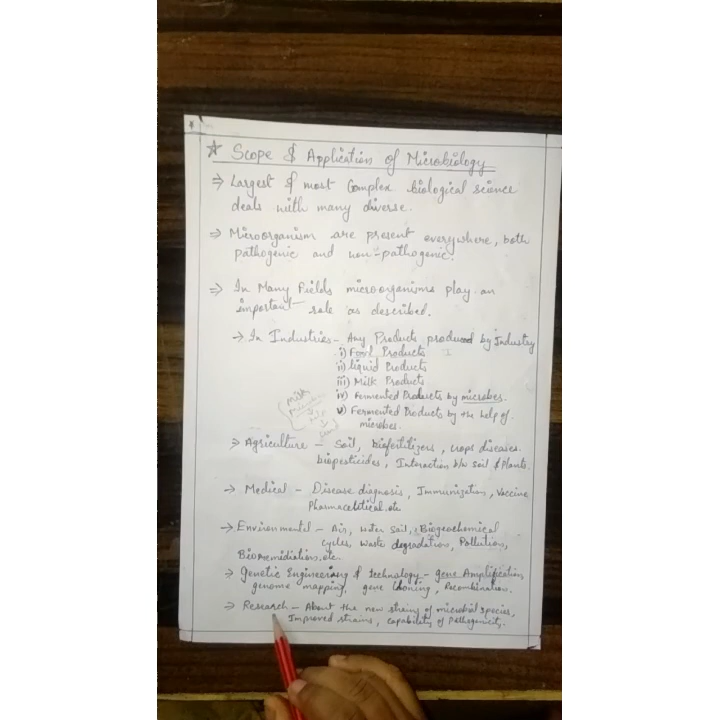 ★ Scope & Application of Microbiology
⇒ Largest & most Complex biological science
deals with many diverse.
⇒ Microorganism are present everywhere, both
pathogenic and non-pathogenic.
⇒ In Many Fields microorganisms play an
important role as described.
→ In Industries - Any Products produced by Industry
i) Food Products
ii) liquid Products
iii) Milk Products
iv) Fermented Products by microbes.
v) Fermented Products by the help of
microbes.
Milk
→ Agriculture - Soil, biofertilizers, crops diseases
biopesticides, Interaction b/w soil & Plants.
→ Medical - Disease diagnosis, Immunization, Vaccine
Pharmacetitical etc
→ Environmental - Air, water soil, Biogeochemical
cycles, waste degradation, Pollution,
Bioremidiation etc.
→ Genetic Engineering & technology - gene Amplification,
genome mapping, gene cloning, Recombination.
→ Research - About the new strains of microbial species,
Improved strains, capability of Pathogenicity.